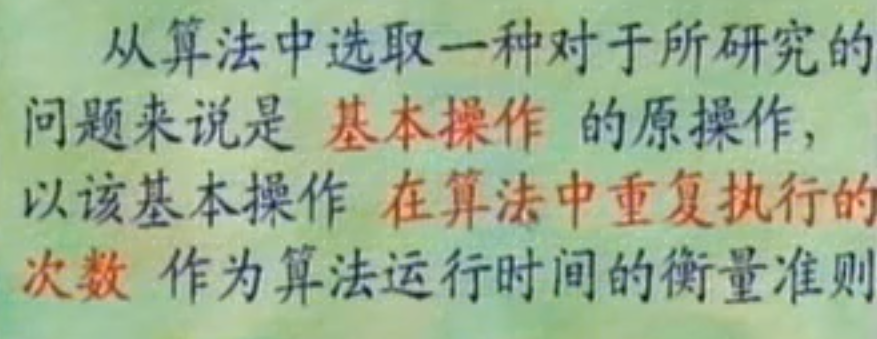 从算法中选取一种对于所研究的
问题来说是 基本操作 的原操作，
以该基本操作 在算法中重复执行的
次数 作为算法运行时间的衡量准则